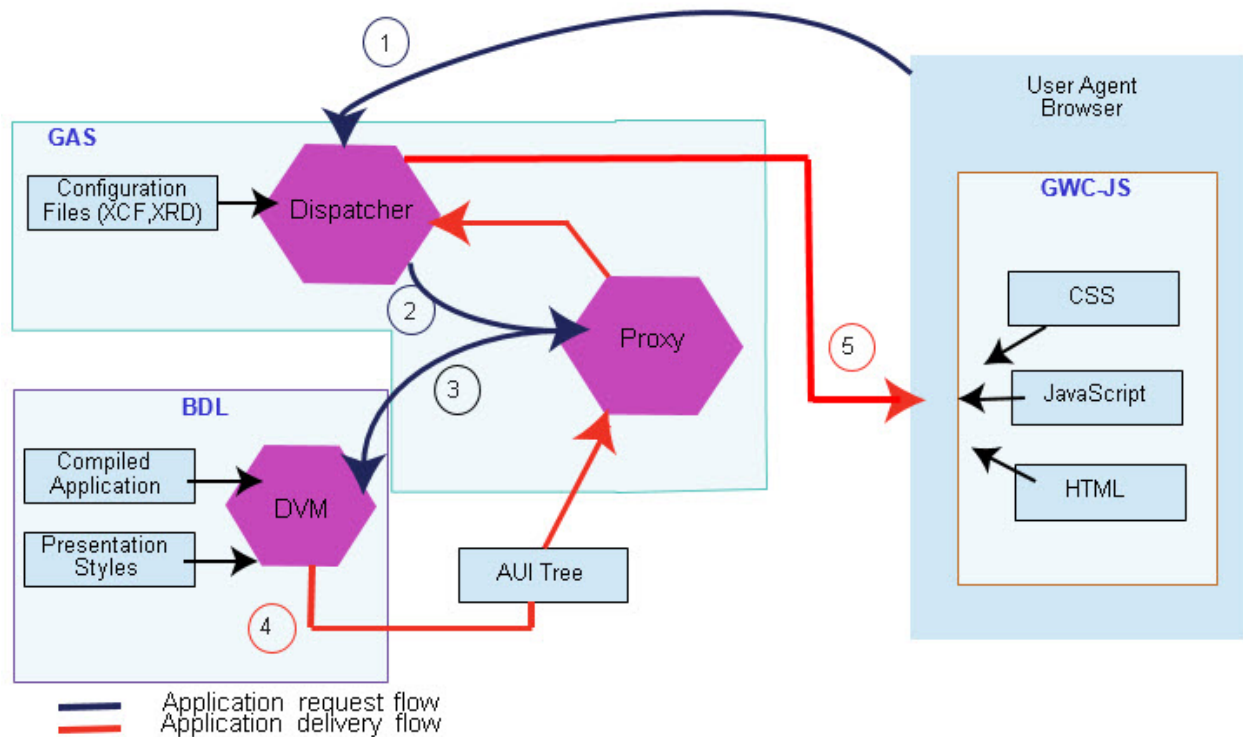 1
User Agent
Browser
GAS
Configuration
Files (XCF,XRD)
Dispatcher
GWC-JS
CSS
2
Proxy
5
3
JavaScript
BDL
Compiled
Application
HTML
DVM
Presentation
Styles
AUI Tree
4
Application request flow
Application delivery flow